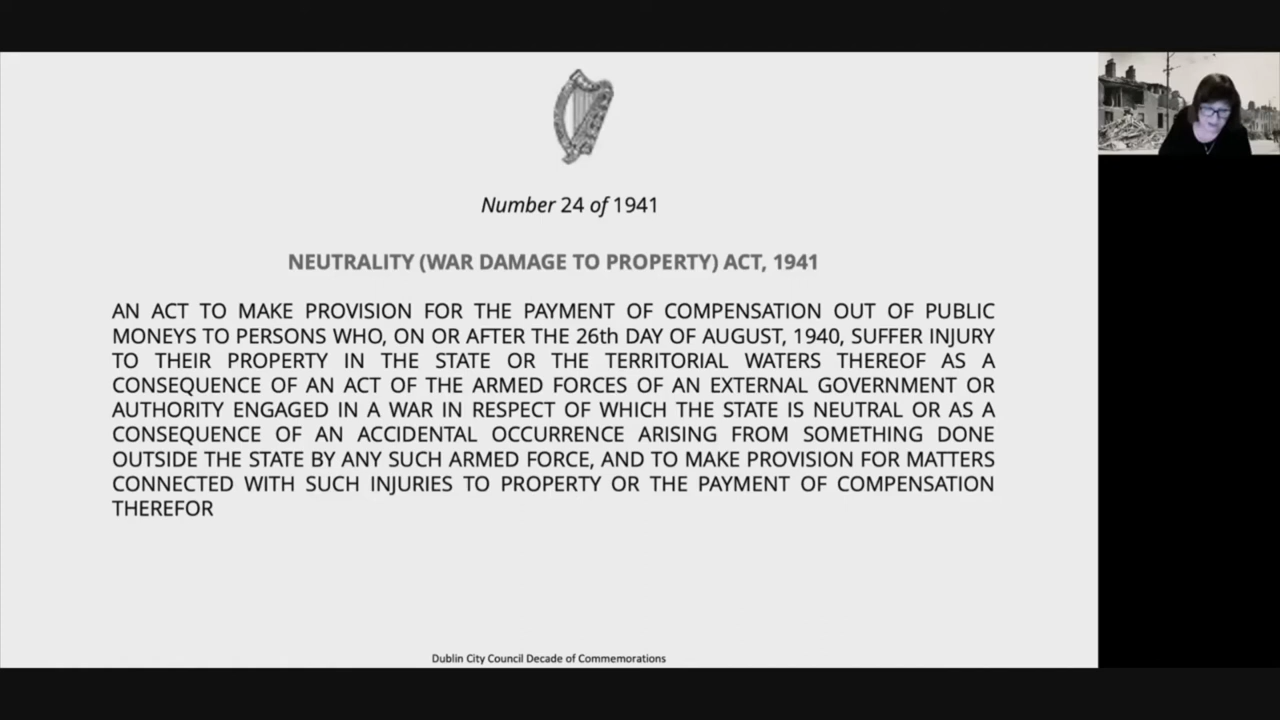 Number 24 of 1941
NEUTRALITY (WAR DAMAGE TO PROPERTY) ACT, 1941
AN ACT TO MAKE PROVISION FOR THE PAYMENT OF COMPENSATION OUT OF PUBLIC
MONEYS TO PERSONS WHO, ON OR AFTER THE 26th DAY OF AUGUST, 1940, SUFFER INJURY
TO THEIR PROPERTY IN THE STATE OR THE TERRITORIAL WATERS THEREOF AS A
CONSEQUENCE OF AN ACT OF THE ARMED FORCES OF AN EXTERNAL GOVERNMENT OR
AUTHORITY ENGAGED IN A WAR IN RESPECT OF WHICH THE STATE IS NEUTRAL OR AS A
CONSEQUENCE OF AN ACCIDENTAL OCCURRENCE ARISING FROM SOMETHING DONE
OUTSIDE THE STATE BY ANY SUCH ARMED FORCE, AND TO MAKE PROVISION FOR MATTERS
CONNECTED WITH SUCH INJURIES TO PROPERTY OR THE PAYMENT OF COMPENSATION
THEREFOR
Dublin City Council Decade of Commemorations